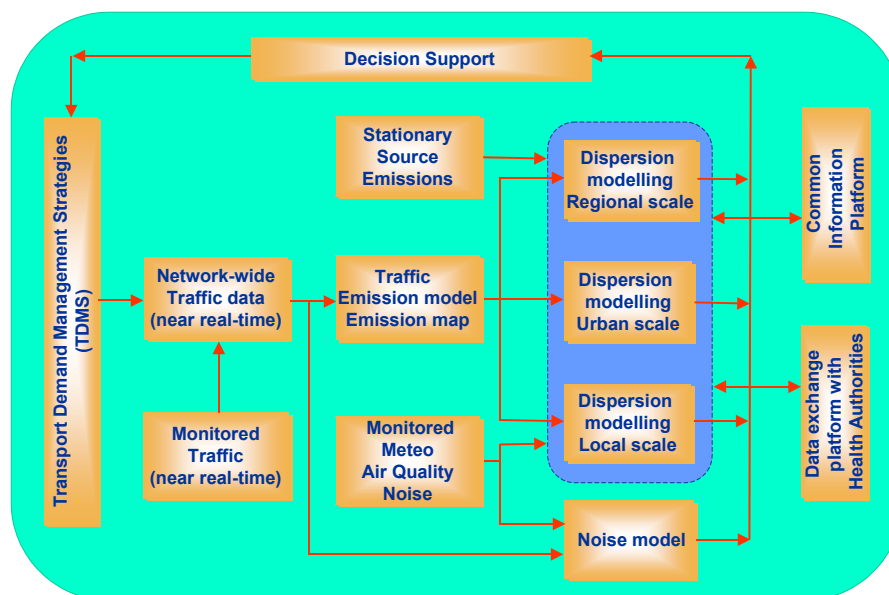 Decision Support
Transport Demand Management Strategies
(TDMS)
Stationary
Source
Emissions
Dispersion
modelling
Regional scale
Common
Information
Platform
Network-wide
Traffic data
(near real-time)
Traffic
Emission model
Emission map
Dispersion
modelling
Urban scale
Monitored
Traffic
(near real-time)
Monitored
Meteo
Air Quality
Noise
Dispersion
modelling
Local scale
Data exchange
platform with
Health Authorities
Noise model